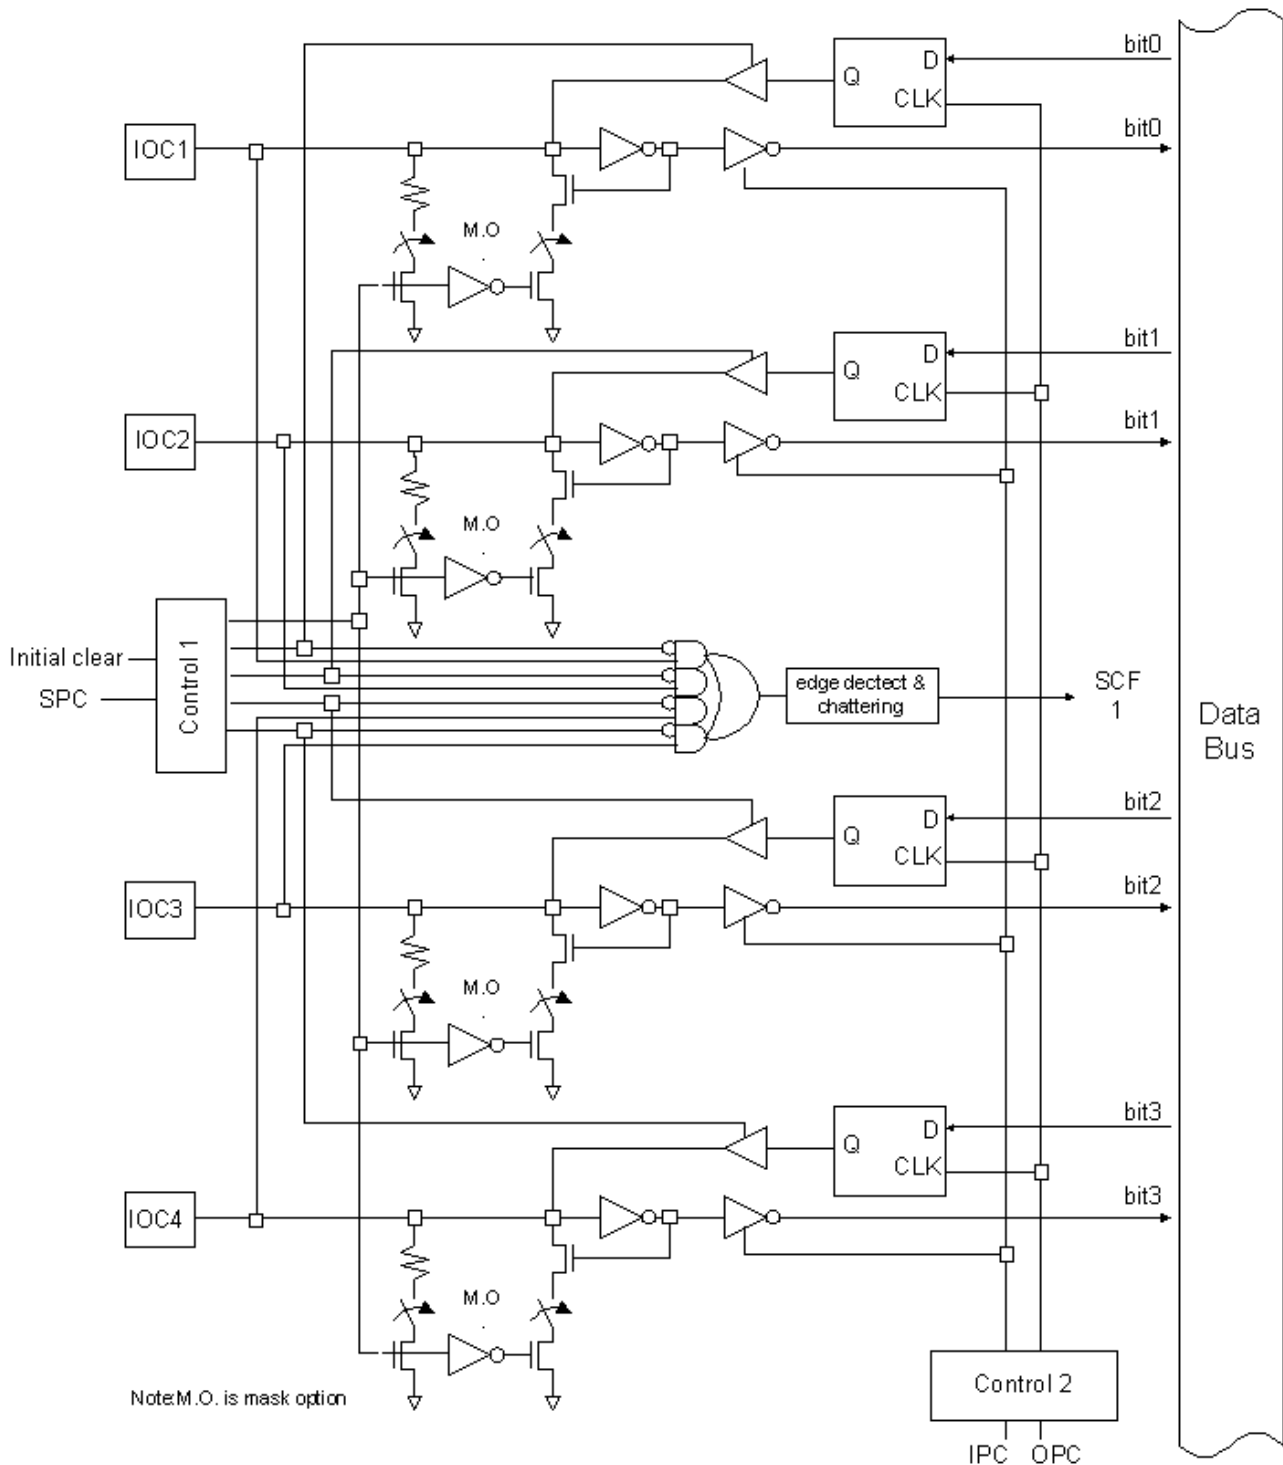 bit0
D
Q
CLK
bit0
IOC1
M.O
.
bit1
D
Q
CLK
bit1
IOC2
M.O
.
Control 1
Initial clear
SPC
edge dectect &
chattering
SCF
1
Data
Bus
bit2
D
Q
CLK
bit2
IOC3
M.O
.
bit3
D
Q
CLK
bit3
IOC4
M.O
.
Control 2
Note:M.O. is mask option
IPC OPC